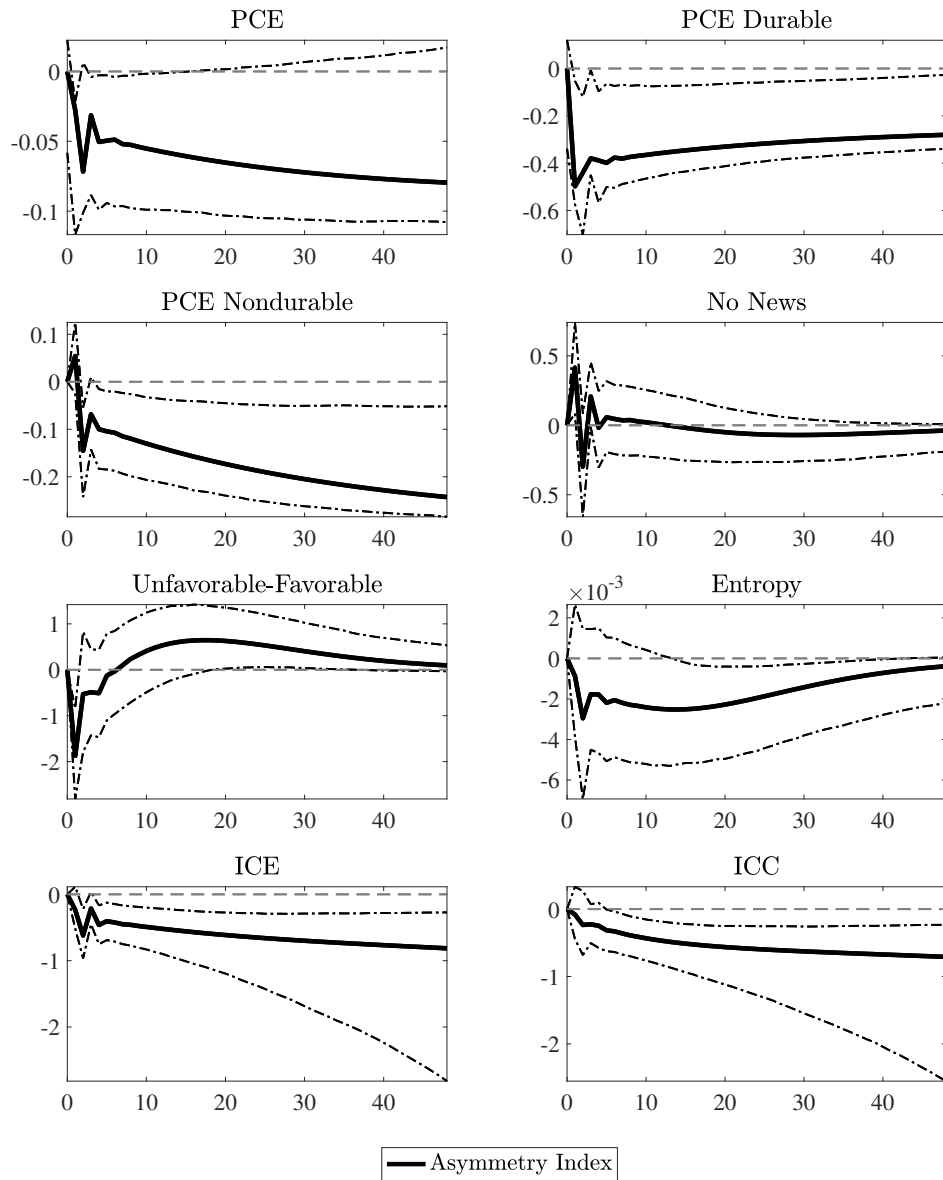 PCE
PCE Durable
0
-0.05
-0.1
0 10 20 30 40
0
-0.2
-0.4
-0.6
0 10 20 30 40
PCE Nondurable
No News
0.1
0
-0.1
-0.2
0 10 20 30 40
0.5
0
-0.5
0 10 20 30 40
Unfavorable-Favorable
Entropy
1
0
-1
-2
0 10 20 30 40
×10-3
2
0
-2
-4
-6
0 10 20 30 40
ICE
ICC
0
-1
-2
0 10 20 30 40
0
-1
-2
0 10 20 30 40
Asymmetry Index